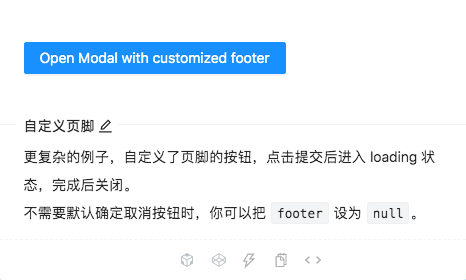 Open Modal with customized footer
自定义页脚
更复杂的例子，自定义了页脚的按钮，点击提交后进入 loading 状
态，完成后关闭。
不需要默认确定取消按钮时，你可以把 footer 设为 null 。